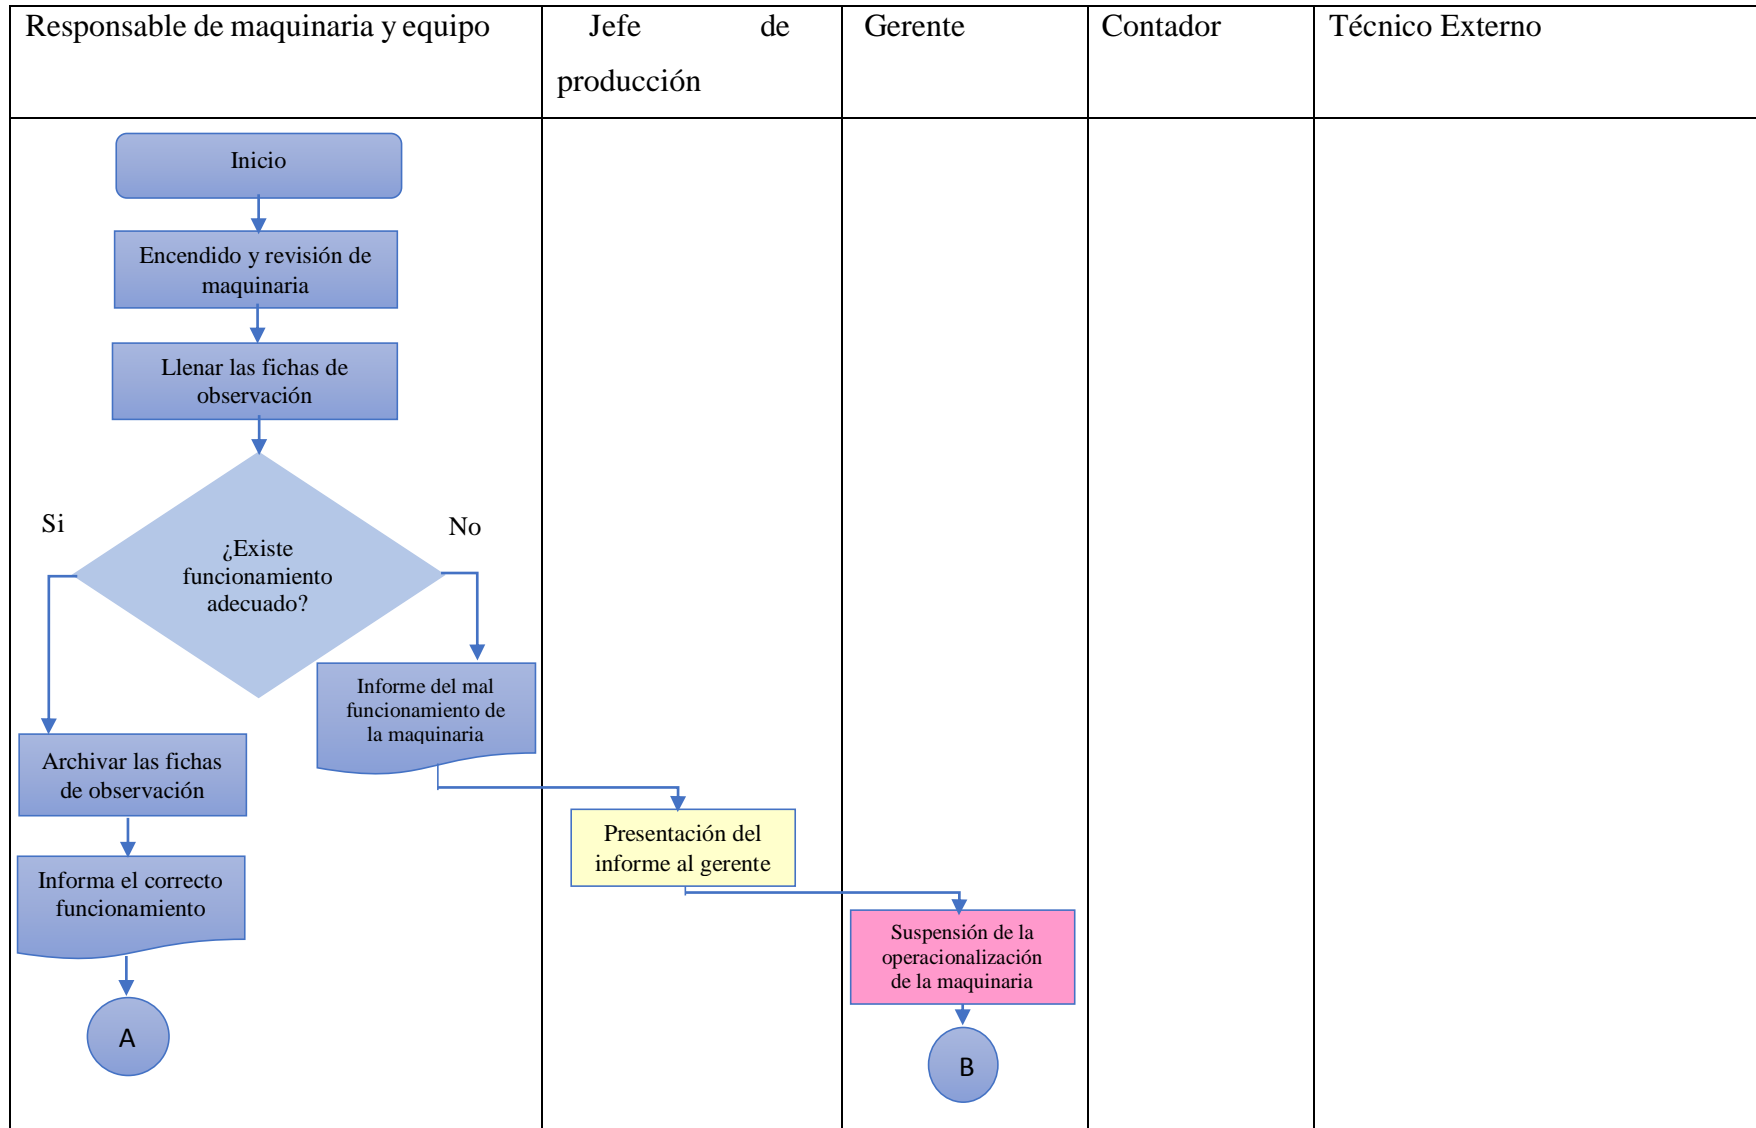 Responsable de maquinaria y equipo
Jefe de
producción
Gerente
Contador
Técnico Externo
Inicio
Encendido y revisión de
maquinaria
Llenar las fichas de
observación
Si
No
¿Existe
funcionamiento
adecuado?
Informe del mal
funcionamiento de
la maquinaria
Archivar las fichas
de observación
Presentación del
informe al gerente
Informa el correcto
funcionamiento
Suspensión de la
operacionalización
de la maquinaria
A
B